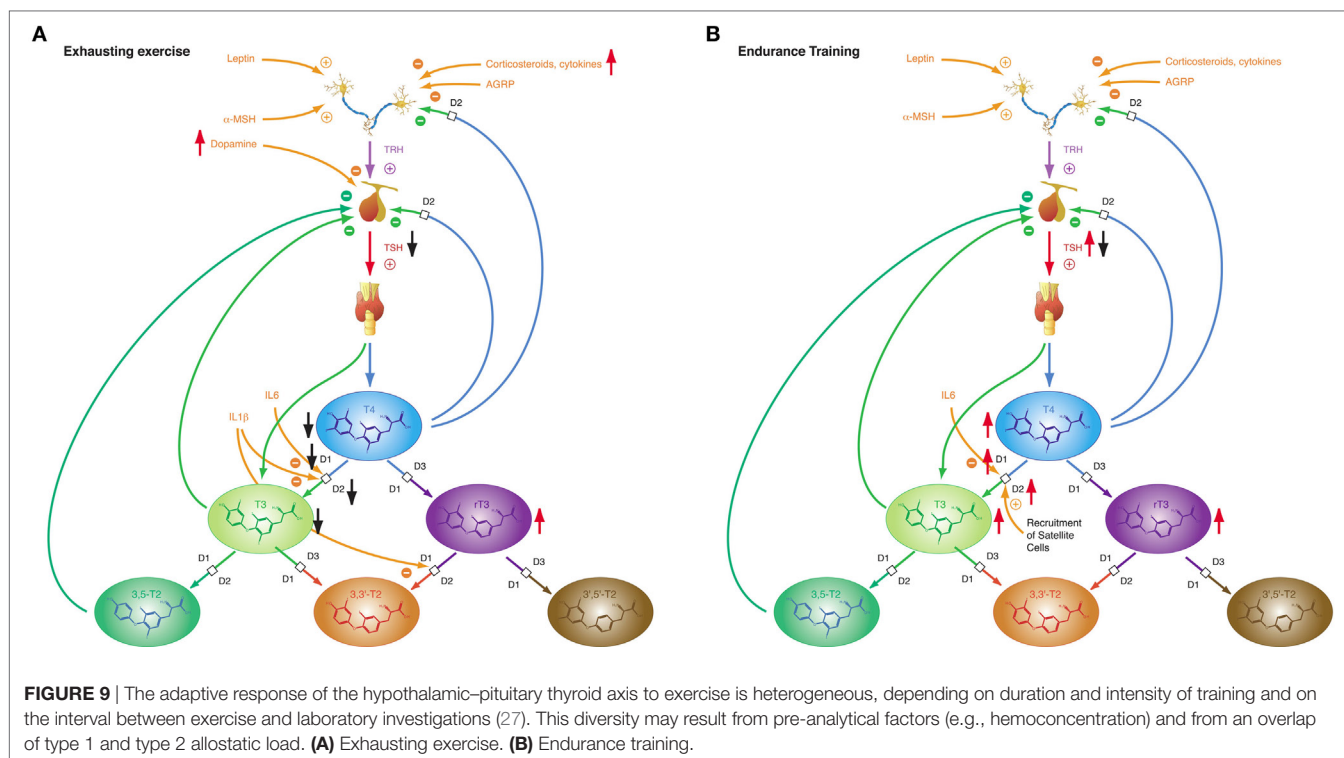 A
Exhausting exercise
Leptin
Corticosteroids, cytokines
AGRP
D2
α-MSH
Dopamine
TRH
D2
TSH
IL6
IL1β
T4
D1
D2
D3
D1
T3
rT3
D1
D2
D3
D1
D1
D2
D3
D1
3,5-T2
3,3'-T2
3',5'-T2
B
Endurance Training
Leptin
Corticosteroids, cytokines
AGRP
D2
α-MSH
TRH
D2
TSH
IL6
T4
D1
D2
D3
D1
T3
rT3
Recruitment
of Satellite
Cells
D1
D2
D3
D1
D1
D2
D3
D1
3,5-T2
3,3'-T2
3',5'-T2
FIGURE 9 | The adaptive response of the hypothalamic–pituitary thyroid axis to exercise is heterogeneous, depending on duration and intensity of training and on
the interval between exercise and laboratory investigations (27). This diversity may result from pre-analytical factors (e.g., hemoconcentration) and from an overlap
of type 1 and type 2 allostatic load. (A) Exhausting exercise. (B) Endurance training.